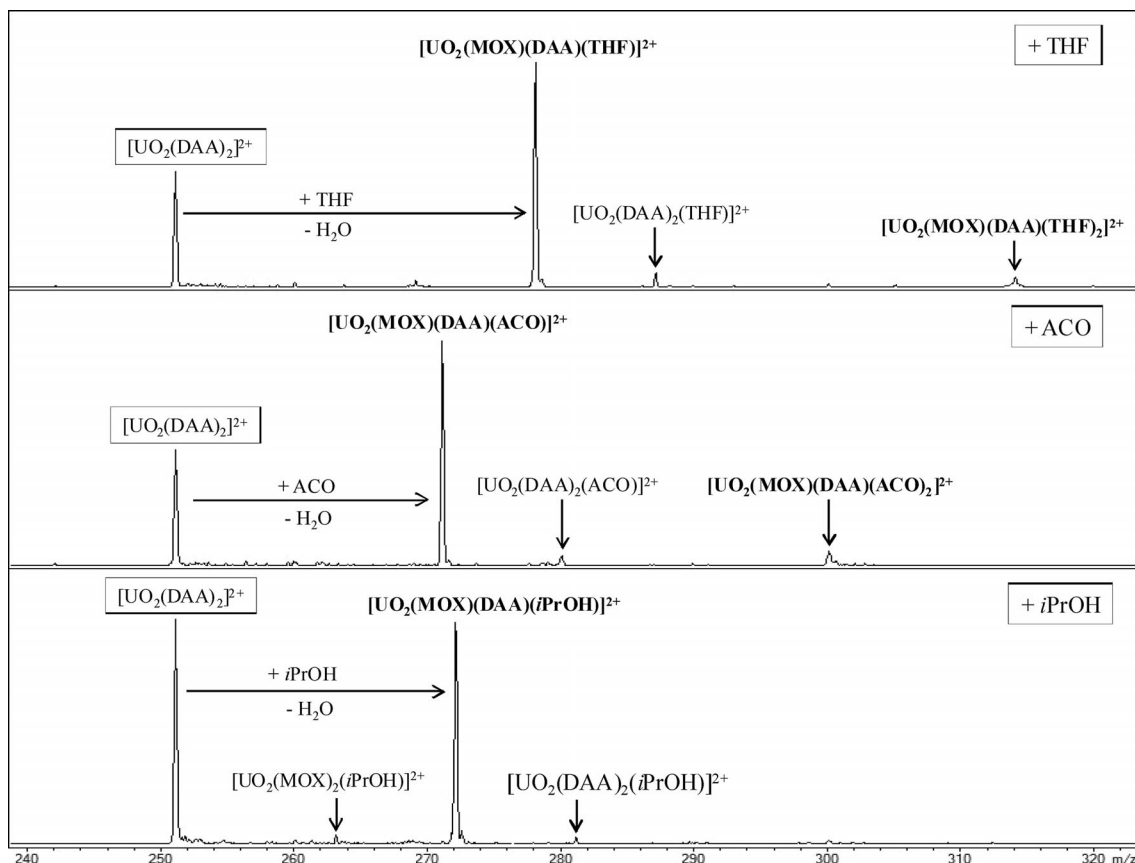 [UO₂(MOX)(DAA)(THF)]²⁺
+ THF
[UO₂(DAA)₂]²⁺
+ THF
- H₂O
[UO₂(DAA)₂(THF)]²⁺
[UO₂(MOX)(DAA)(THF)₂]²⁺
[UO₂(MOX)(DAA)(ACO)]²⁺
+ ACO
[UO₂(DAA)₂]²⁺
+ ACO
- H₂O
[UO₂(DAA)₂(ACO)]²⁺
[UO₂(MOX)(DAA)(ACO)₂]²⁺
[UO₂(DAA)₂]²⁺
[UO₂(MOX)(DAA)(iPrOH)]²⁺
+ iPrOH
+ iPrOH
- H₂O
[UO₂(MOX)₂(iPrOH)]²⁺
[UO₂(DAA)₂(iPrOH)]²⁺
240 250 260 270 280 290 300 310 320 m/z